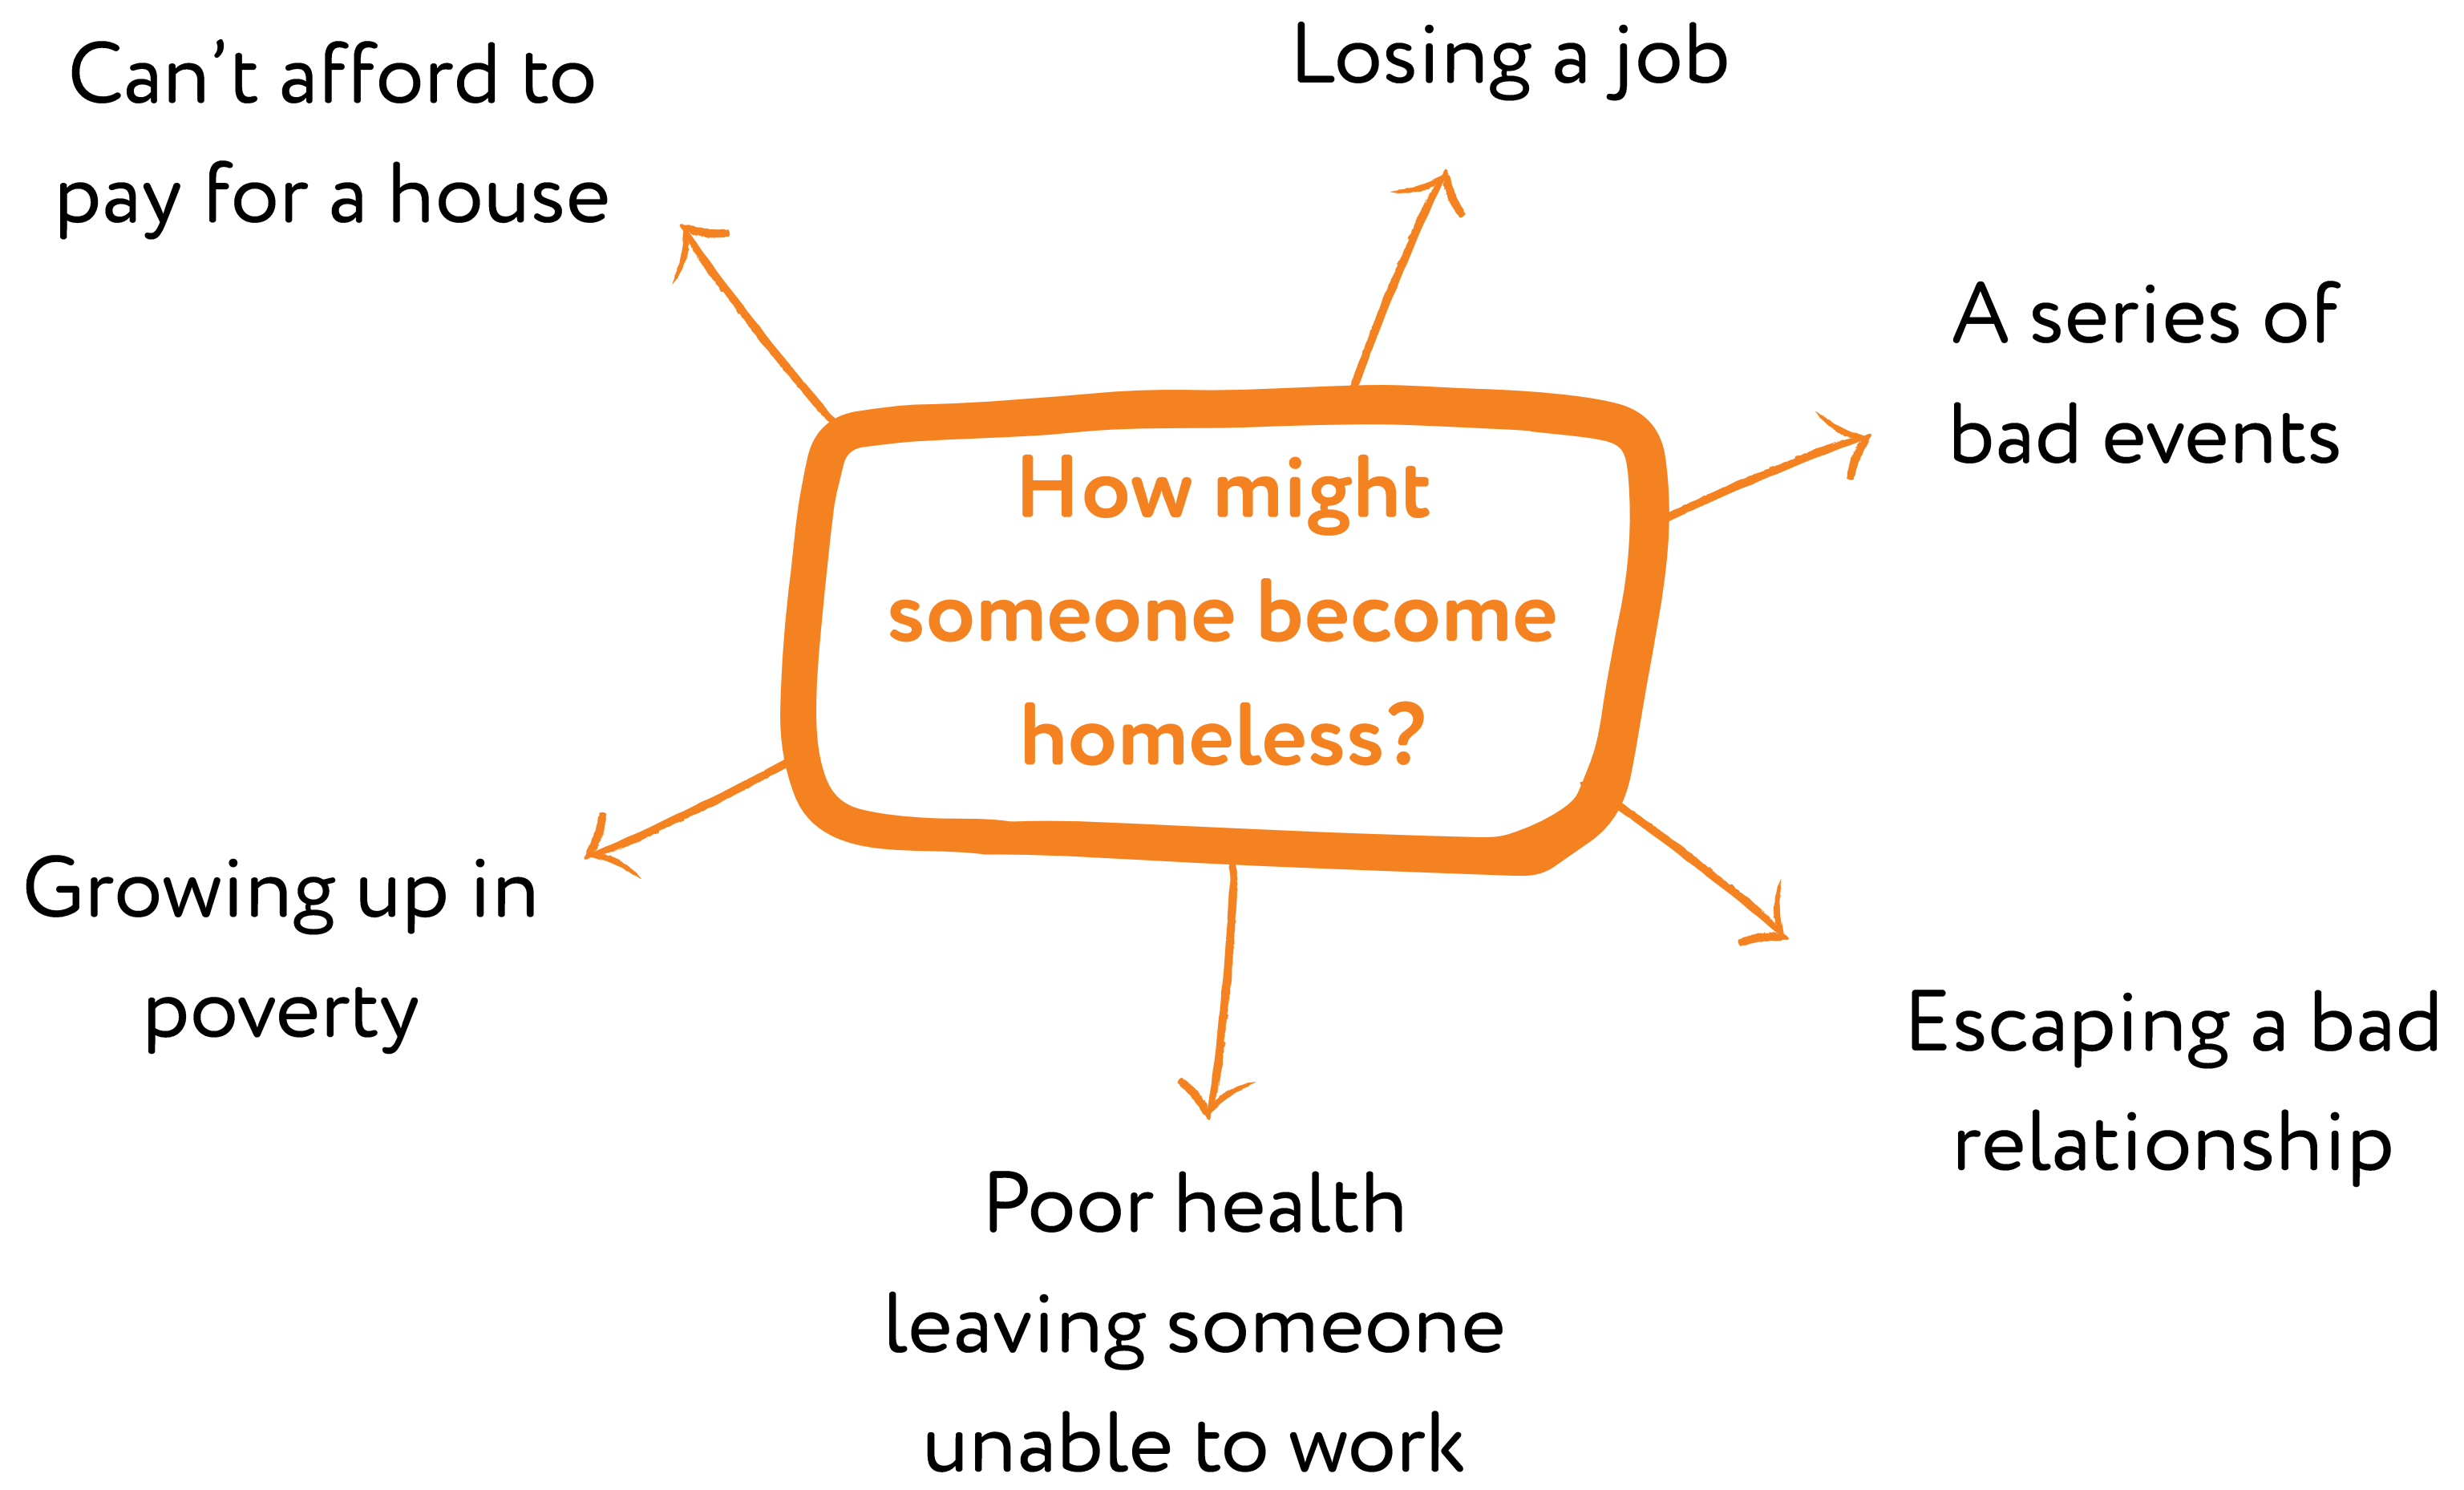 Can't afford to
pay for a house
Losing a job
A series of
bad events
How might
someone become
homeless?
Growing up in
poverty
Escaping a bad
relationship
Poor health
leaving someone
unable to work